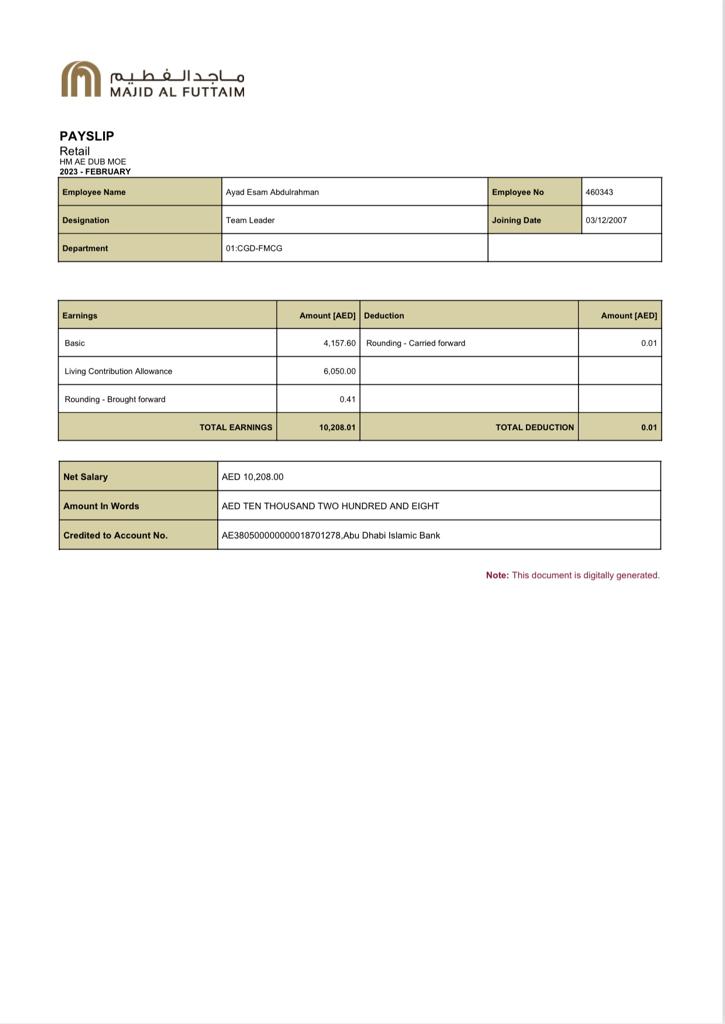 ماجد الفطيم
MAJID AL FUTTAIM
PAYSLIP
Retail
HM AE DUB MOE
2023 - FEBRUARY
Employee Name Ayad Esam Abdulrahman Employee No 460343
Designation Team Leader Joining Date 03/12/2007
Department 01:CGD-FMCG
Earnings Amount [AED] Deduction Amount [AED]
Basic 4,157.60 Rounding - Carried forward 0.01
Living Contribution Allowance 6,050.00
Rounding - Brought forward 0.41
TOTAL EARNINGS 10,208.01 TOTAL DEDUCTION 0.01
Net Salary AED 10,208.00
Amount In Words AED TEN THOUSAND TWO HUNDRED AND EIGHT
Credited to Account No. AE380500000000018701278,Abu Dhabi Islamic Bank
Note: This document is digitally generated.